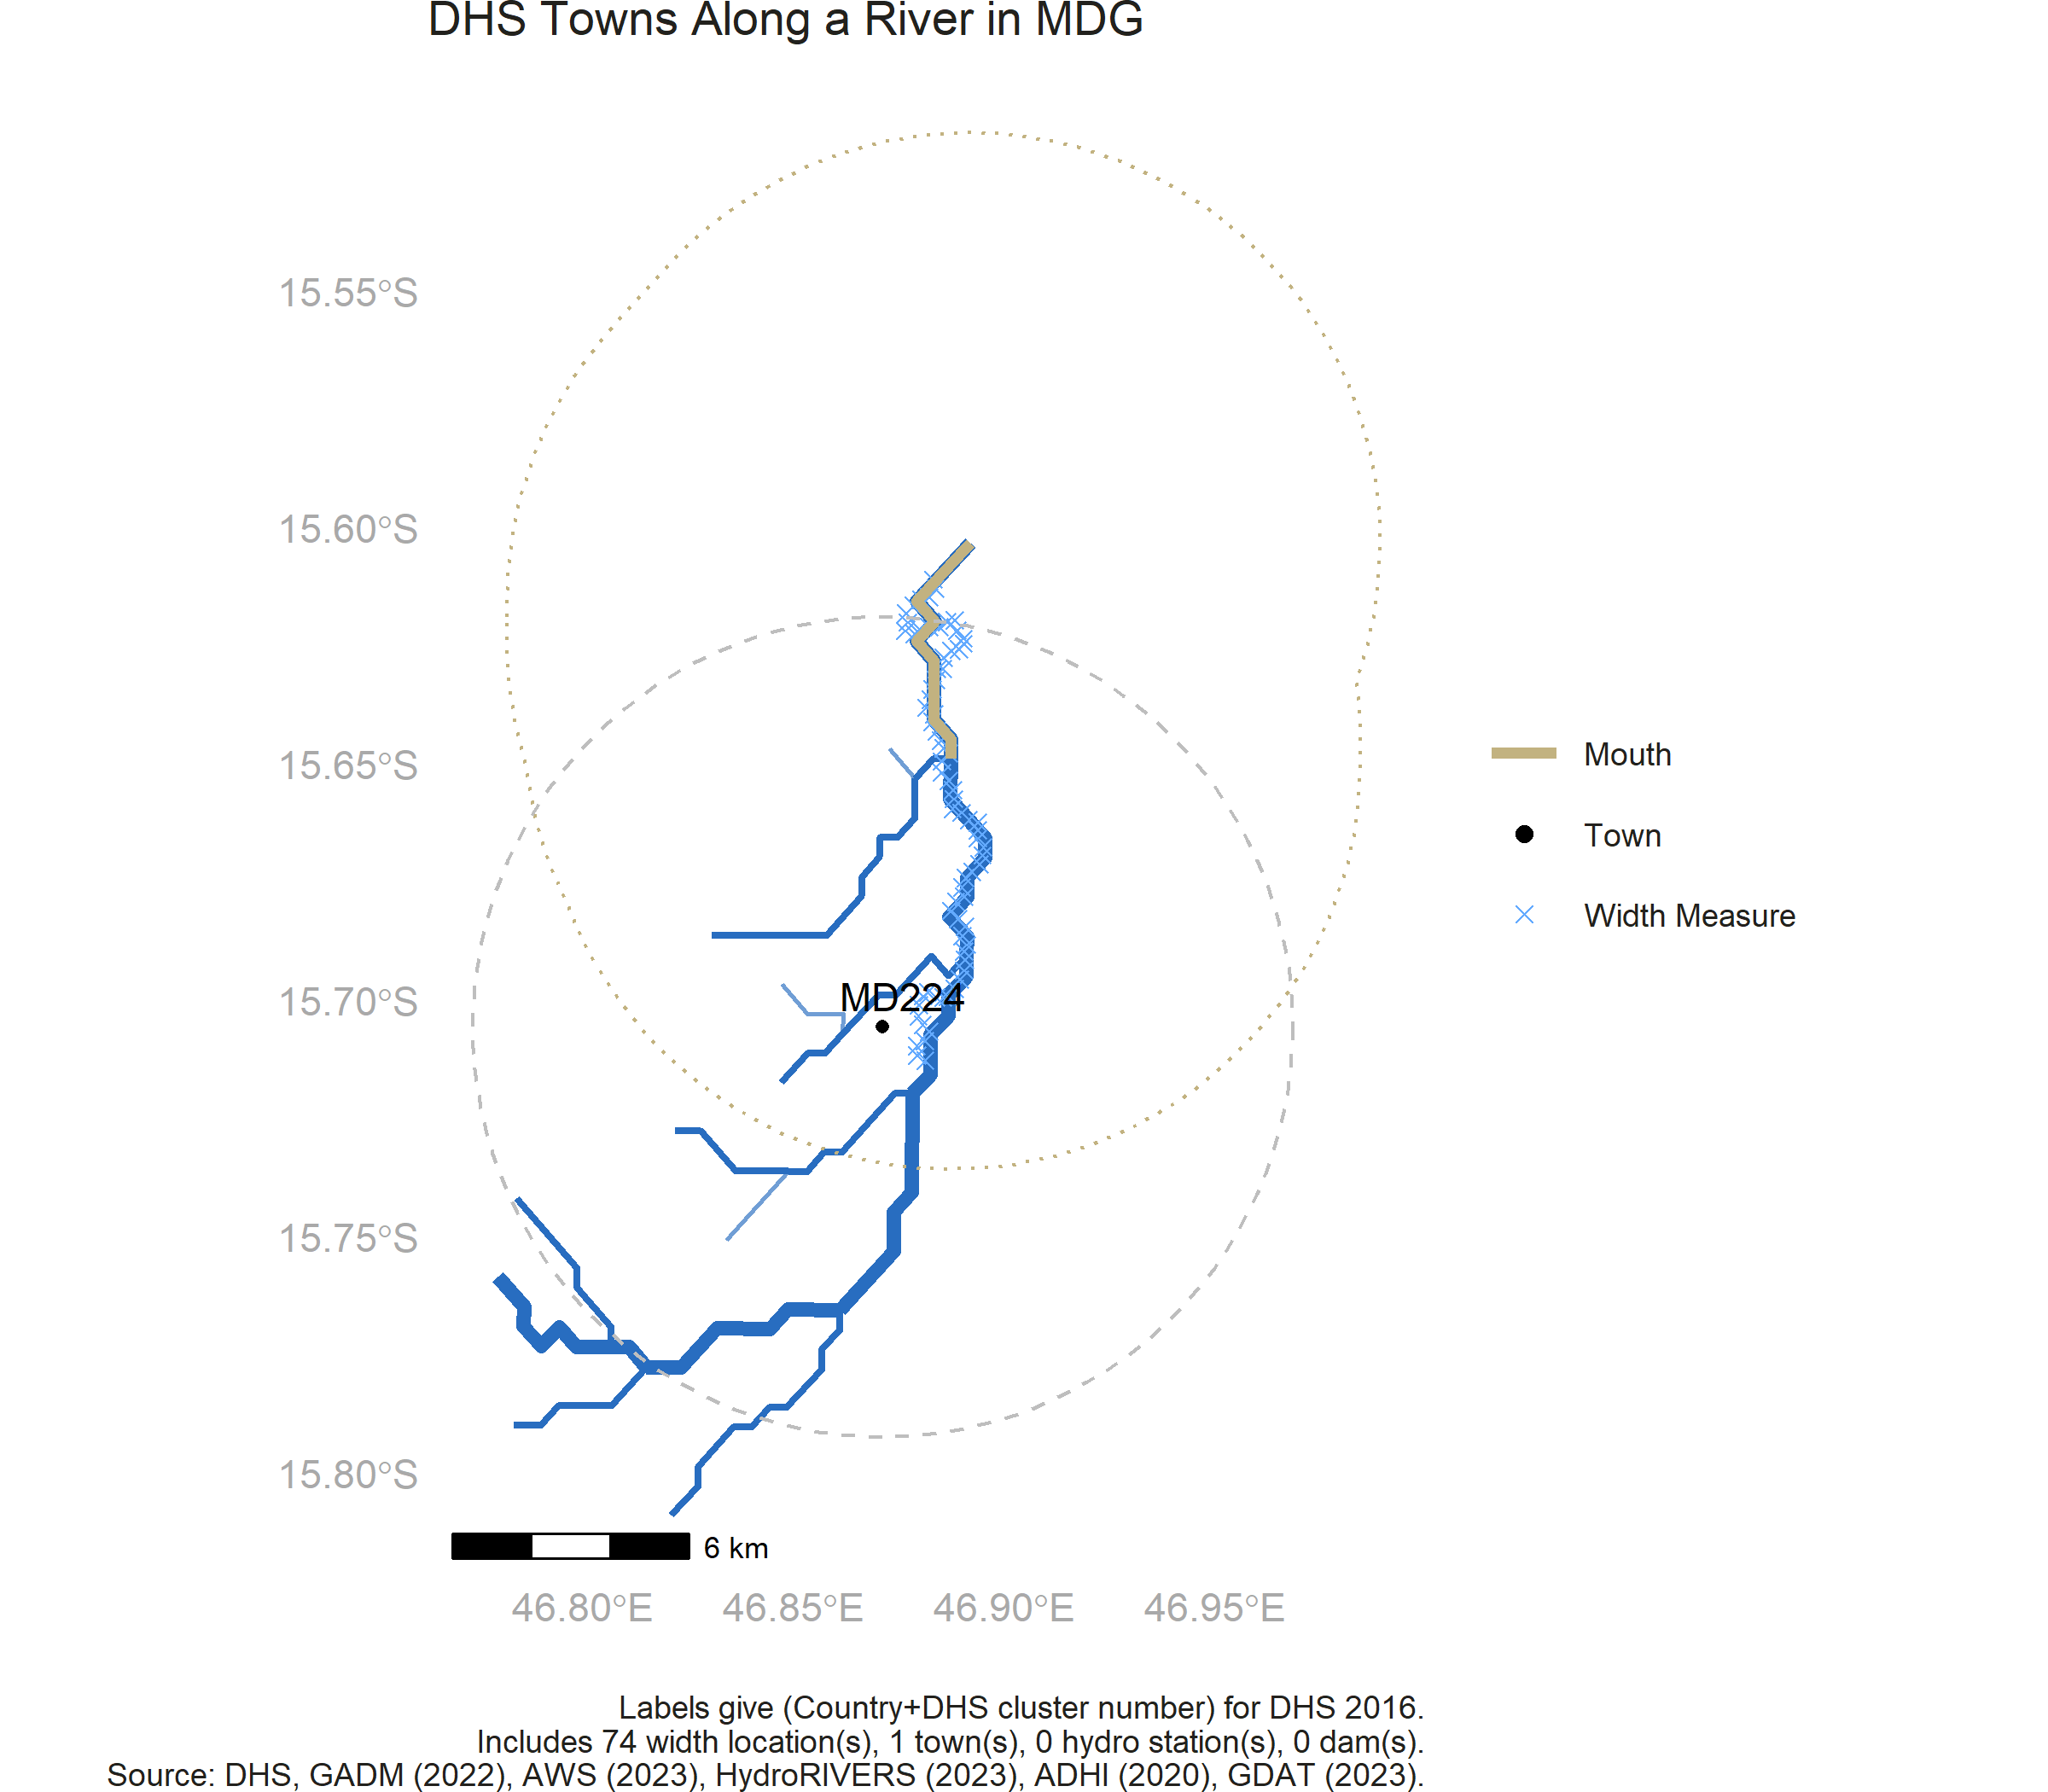 DHS Towns Along a River in MDG
15.55°S
15.60°S
15.65°S
15.70°S
15.75°S
15.80°S
MD224
Mouth
Town
Width Measure
6 km
46.80°E 46.85°E 46.90°E 46.95°E
Labels give (Country+DHS cluster number) for DHS 2016.
Includes 74 width location(s), 1 town(s), 0 hydro station(s), 0 dam(s).
Source: DHS, GADM (2022), AWS (2023), HydroRIVERS (2023), ADHI (2020), GDAT (2023).